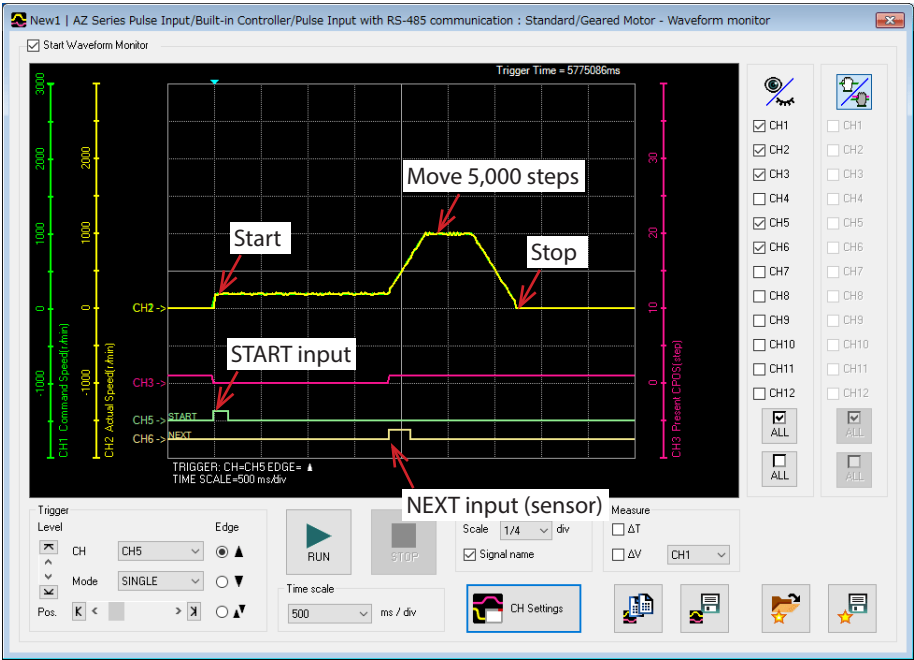 New1 | AZ Series Pulse Input/Built-in Controller/Pulse Input with RS-485 communication : Standard/Geared Motor - Waveform monitor
Start Waveform Monitor
Trigger Time = 5775086ms
3000
2000
1000
0
-1000
CH1 Command Speed(r/min)
2000
1000
0
-1000
CH2 Actual Speed(r/min)
30
20
10
0
CH3 Present CPOS(step)
Move 5,000 steps
Start
Stop
CH2 ->
START input
CH3 ->
CH5 -> START
CH6 -> NEXT
TRIGGER: CH=CH5 EDGE=
TIME SCALE=500 ms/div
NEXT input (sensor)
CH1
CH2
CH3
CH4
CH5
CH6
CH7
CH8
CH9
CH10
CH11
CH12
ALL
ALL
CH1
CH2
CH3
CH4
CH5
CH6
CH7
CH8
CH9
CH10
CH11
CH12
ALL
ALL
Trigger
Level
Edge
CH CH5
Mode SINGLE
Pos.
RUN
STOP
Time scale
500 ms / div
Scale 1/4 div
Signal name
CH Settings
Measure
ΔT
ΔV CH1